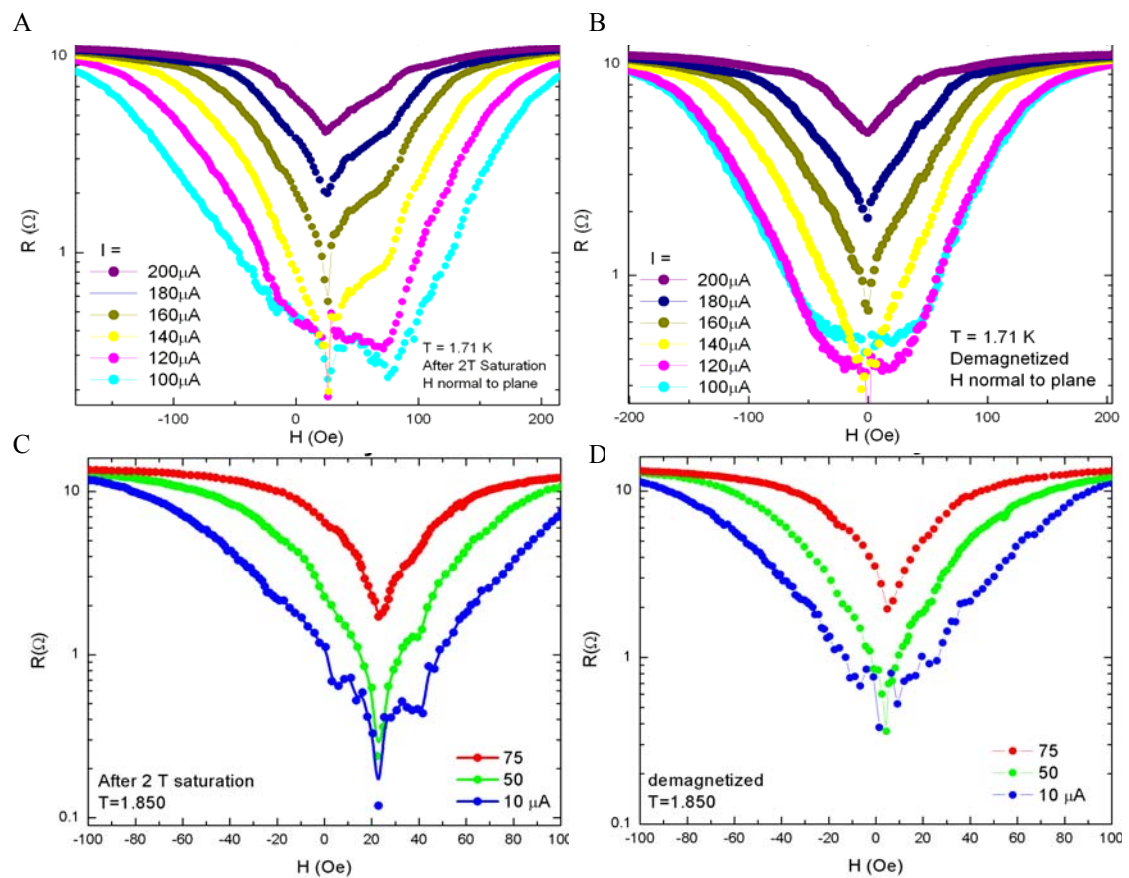 A
10
1
R (Ω)
I =
200µA
180µA
160µA
140µA
120µA
100µA
T = 1.71 K
After 2T Saturation
H normal to plane
-100 0 100 200
H (Oe)
B
10
1
R (Ω)
I =
200µA
180µA
160µA
140µA
120µA
100µA
T = 1.71 K
Demagnetized
H normal to plane
-200 -100 0 100 200
H (Oe)
C
10
1
0.1
R(Ω)
After 2 T saturation
T=1.850
75
50
10 µA
-100 -80 -60 -40 -20 0 20 40 60 80 100
H (Oe)
D
10
1
0.1
R(Ω)
demagnetized
T=1.850
75
50
10 µA
-100 -80 -60 -40 -20 0 20 40 60 80 100
H (Oe)